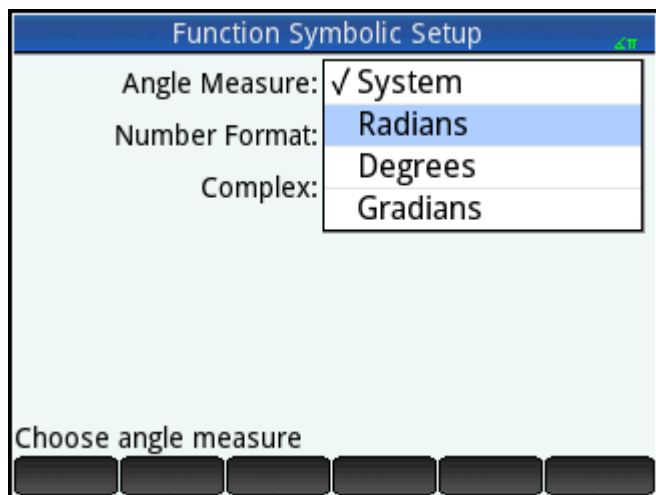 Function Symbolic Setup
∡π
Angle Measure: √ System
Radians
Number Format:
Degrees
Complex:
Gradians
Choose angle measure